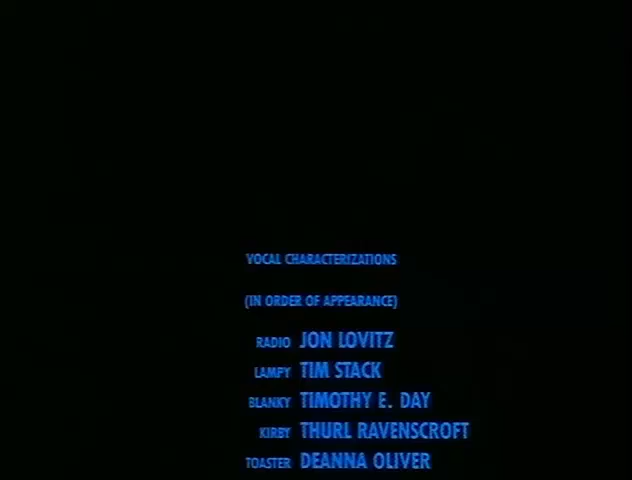 VOCAL CHARACTERIZATIONS
(IN ORDER OF APPEARANCE)
RADIO JON LOVITZ
LAMPY TIM STACK
BLANKY TIMOTHY E. DAY
KIRBY THURL RAVENSCROFT
TOASTER DEANNA OLIVER